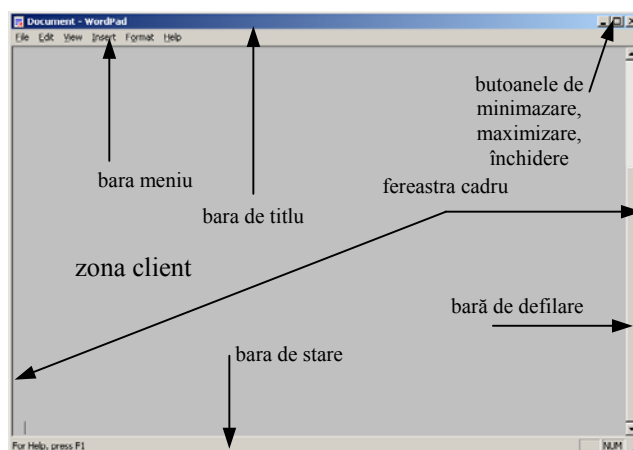 Document - WordPad
File Edit View Insert Format Help
butoanele de
minimazare,
maximizare,
închidere
bara meniu
fereastra cadru
bara de titlu
zona client
bară de defilare
bara de stare
For Help, press F1
NUM